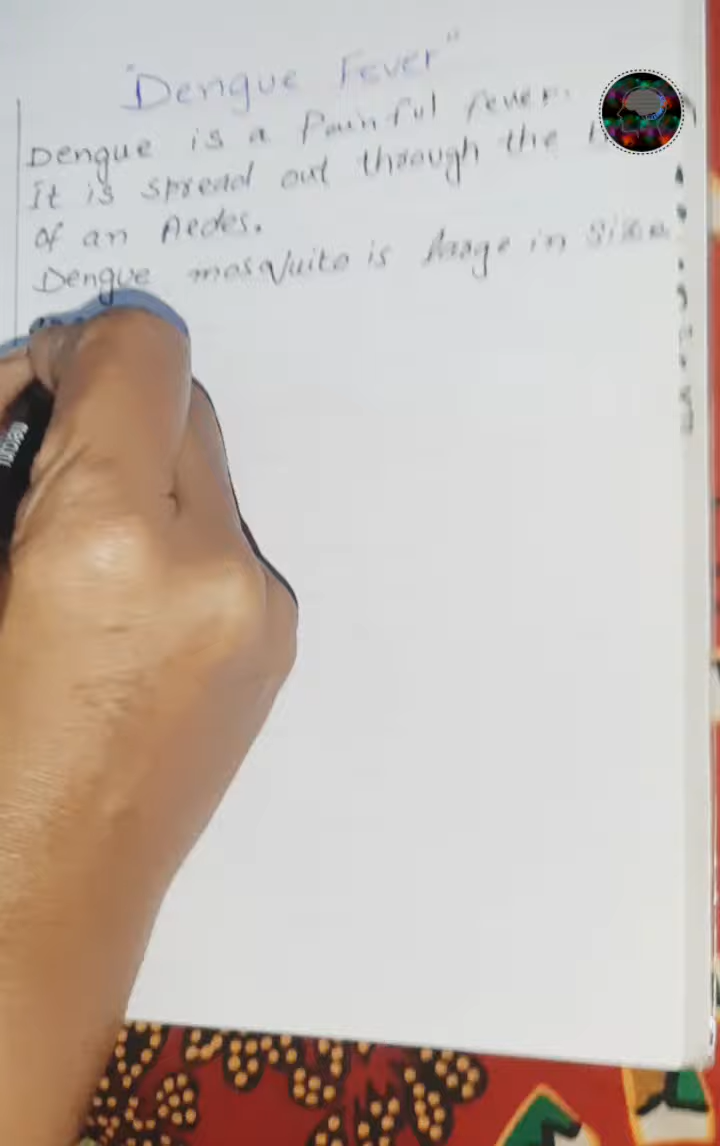 "Dengue Fever"
Dengue is a Painful fever.
It is spread out through the
of an Aedes.
Dengue mosquito is large in size